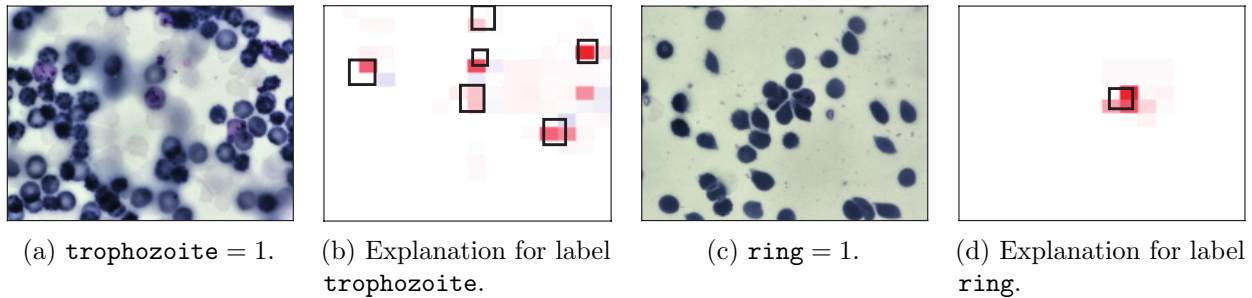 (a) trophozoite = 1.
(b) Explanation for label
trophozoite.
(c) ring = 1.
(d) Explanation for label
ring.